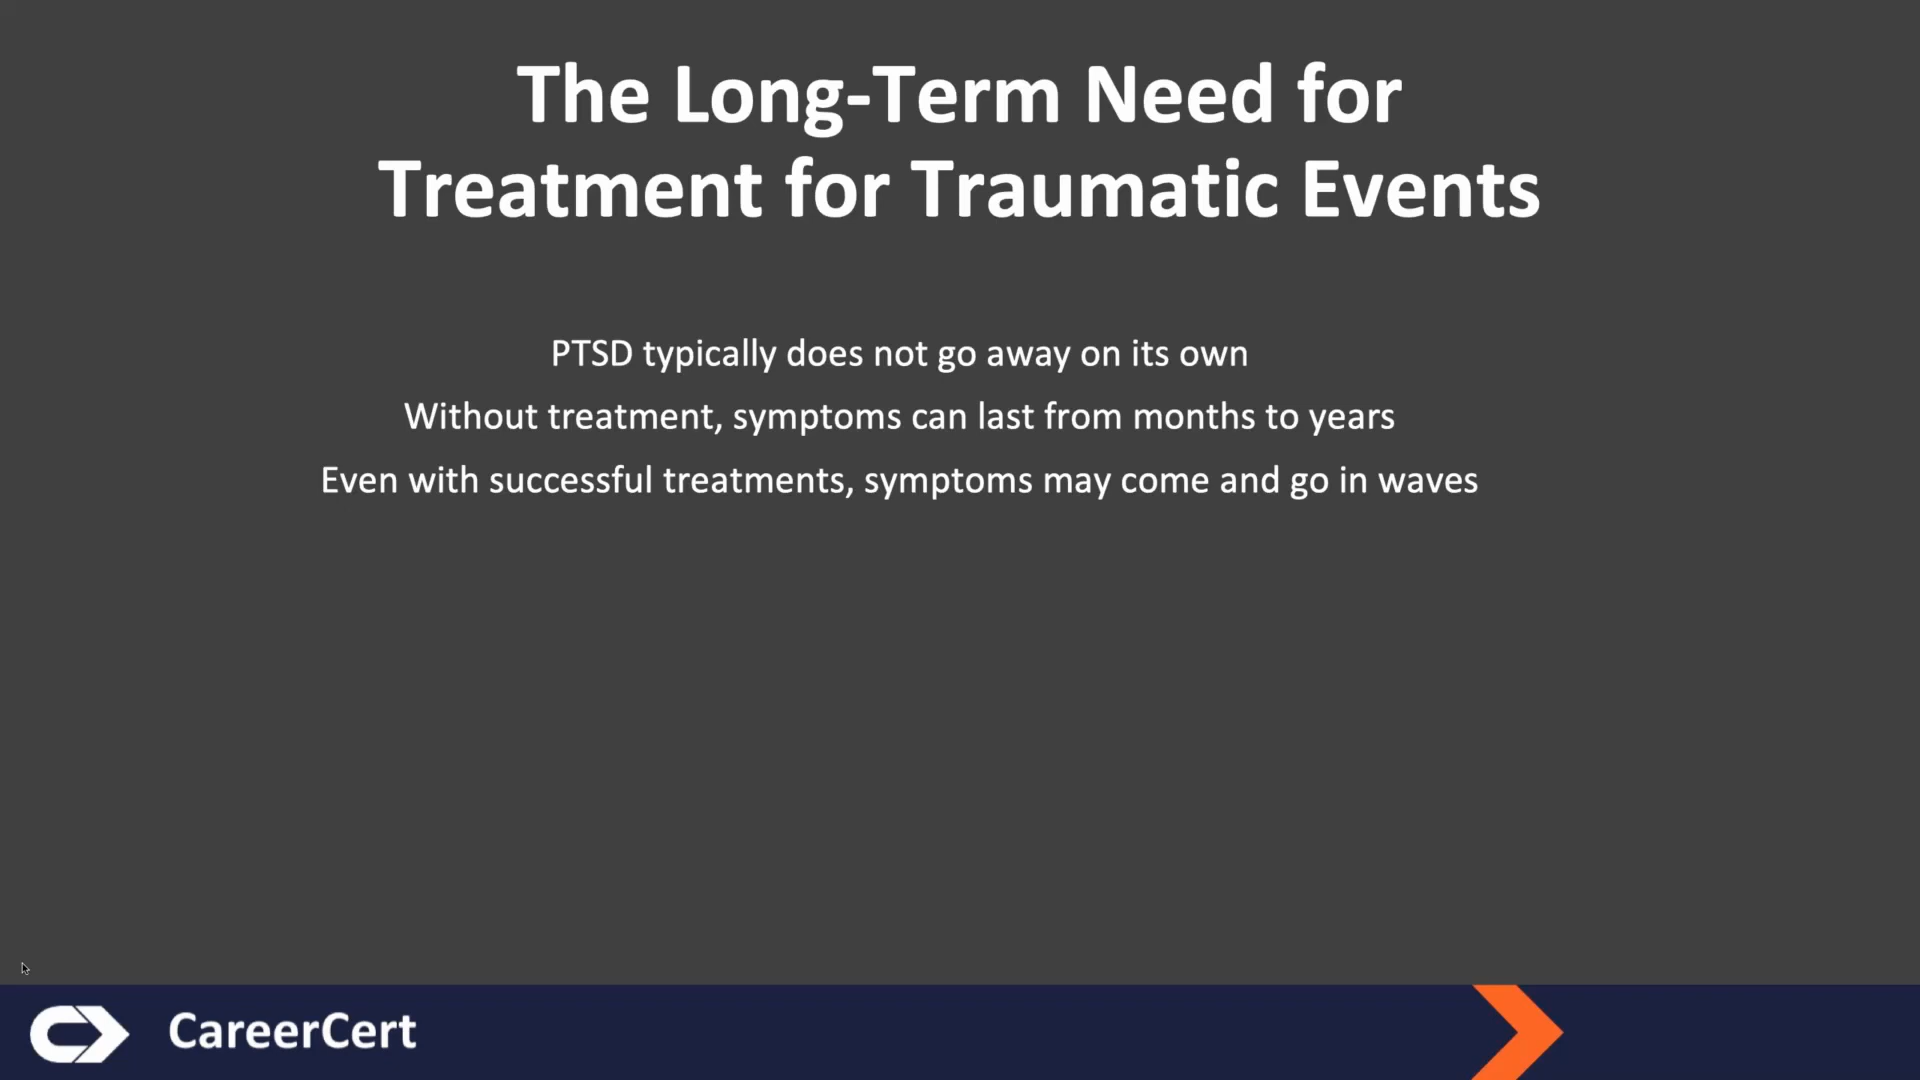 The Long-Term Need for
Treatment for Traumatic Events
PTSD typically does not go away on its own
Without treatment, symptoms can last from months to years
Even with successful treatments, symptoms may come and go in waves
CareerCert